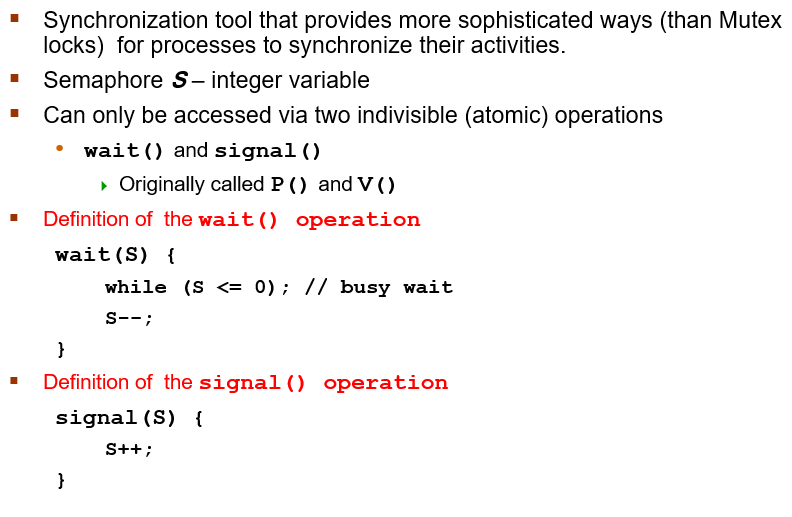 Synchronization tool that provides more sophisticated ways (than Mutex
locks) for processes to synchronize their activities.
Semaphore S – integer variable
Can only be accessed via two indivisible (atomic) operations
wait() and signal()
Originally called P() and V()
Definition of the wait() operation
wait(S) {
while (S <= 0); // busy wait
S--;
}
Definition of the signal() operation
signal(S) {
S++;
}